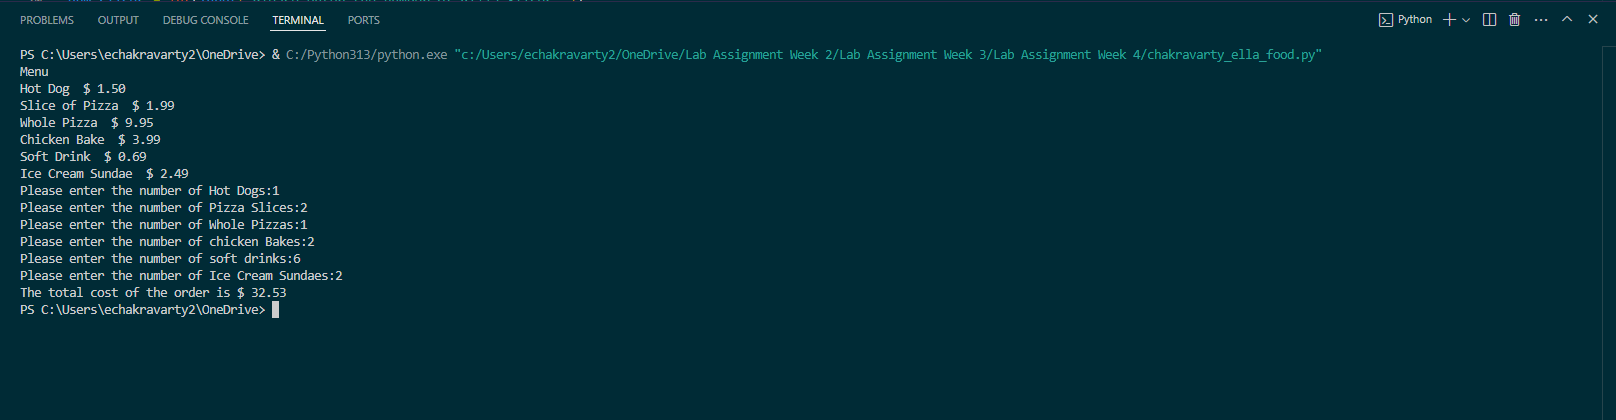 PROBLEMS OUTPUT DEBUG CONSOLE TERMINAL PORTS Python
PS C:\Users\echakravarty2\OneDrive> & C:/Python313/python.exe "c:/Users/echakravarty2/OneDrive/Lab Assignment Week 2/Lab Assignment Week 3/Lab Assignment Week 4/chakravarty_ella_food.py"
Menu
Hot Dog  $ 1.50
Slice of Pizza  $ 1.99
Whole Pizza  $ 9.95
Chicken Bake  $ 3.99
Soft Drink  $ 0.69
Ice Cream Sundae  $ 2.49
Please enter the number of Hot Dogs:1
Please enter the number of Pizza Slices:2
Please enter the number of Whole Pizzas:1
Please enter the number of chicken Bakes:2
Please enter the number of soft drinks:6
Please enter the number of Ice Cream Sundaes:2
The total cost of the order is $ 32.53
PS C:\Users\echakravarty2\OneDrive>